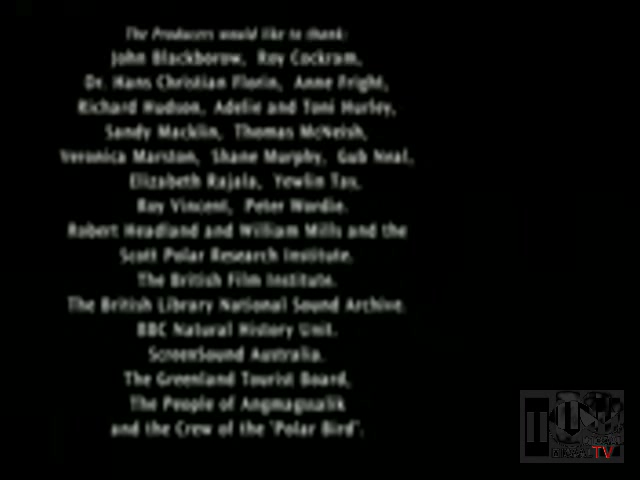 The Producers would like to thank:
John Blackborow, Roy Cockram,
Dr. Hans Christian Florin, Anne Fright,
Richard Hudson, Adelie and Toni Hurley,
Sandy Macklin, Thomas McNeish,
Veronica Marston, Shane Murphy, Gub Neal,
Elizabeth Rajala, Yewlin Tay,
Roy Vincent, Peter Wordie.
Robert Headland and William Mills and the
Scott Polar Research Institute.
The British Film Institute.
The British Library National Sound Archive.
BBC Natural History Unit.
ScreenSound Australia.
The Greenland Tourist Board,
The People of Angmagssalik
and the Crew of the "Polar Bird".
TV